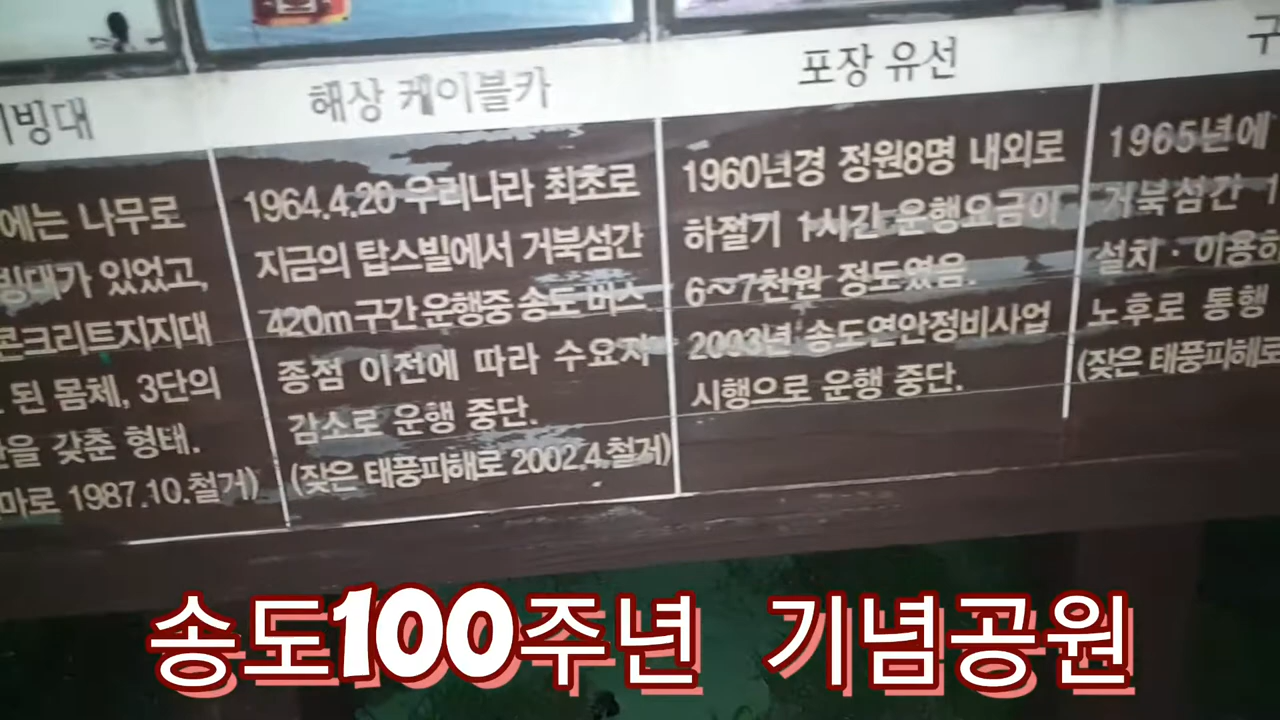 이빙대
에는 나무로
빙대가 있었고,
콘크리트지지대
된 몸체, 3단의
을 갖춘 형태.
마로 1987.10.철거)
해상 케이블카
1964.4.20 우리나라 최초로
지금의 탑스빌에서 거북섬간
420m 구간 운행중 송도 버스
종점 이전에 따라 수요자
감소로 운행 중단.
(잦은 태풍피해로 2002.4.철거)
포장 유선
1960년경 정원8명 내외로
하절기 1시간 운행요금이
6~7천원 정도였음.
2003년 송도연안정비사업
시행으로 운행 중단.
구
1965년에
거북섬간 1
설치·이용하
노후로 통행
(잦은 태풍피해로
송도100주년 기념공원